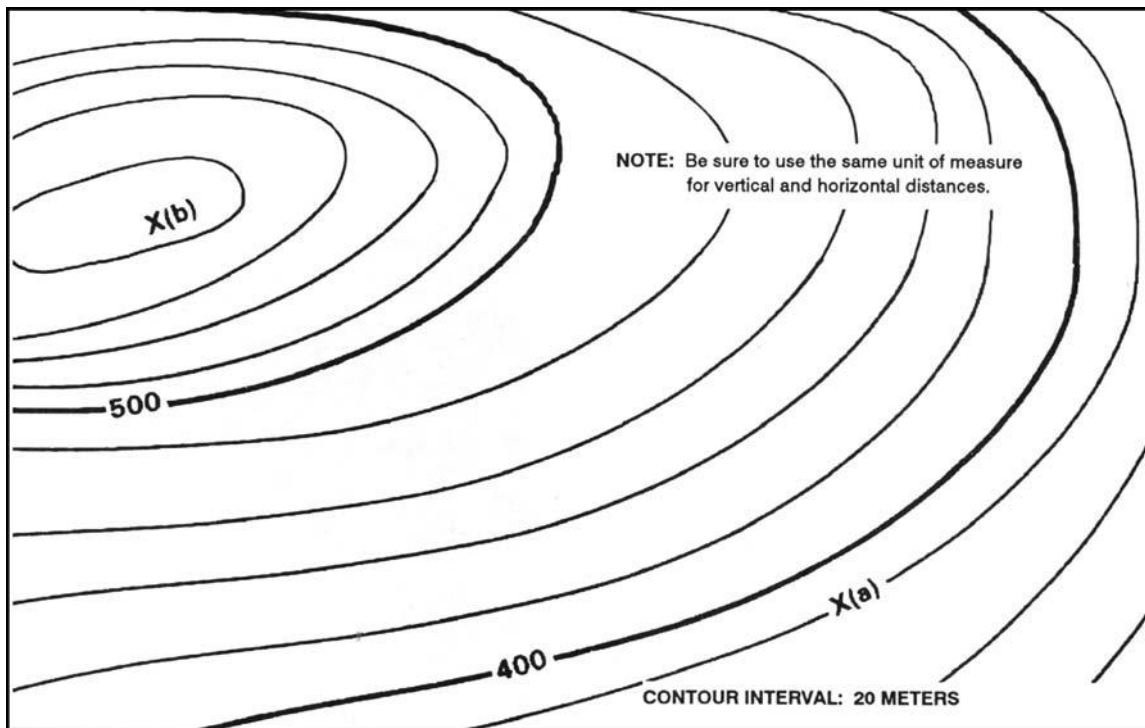 X(b)
NOTE: Be sure to use the same unit of measure
for vertical and horizontal distances.
500
X(a)
400
CONTOUR INTERVAL: 20 METERS